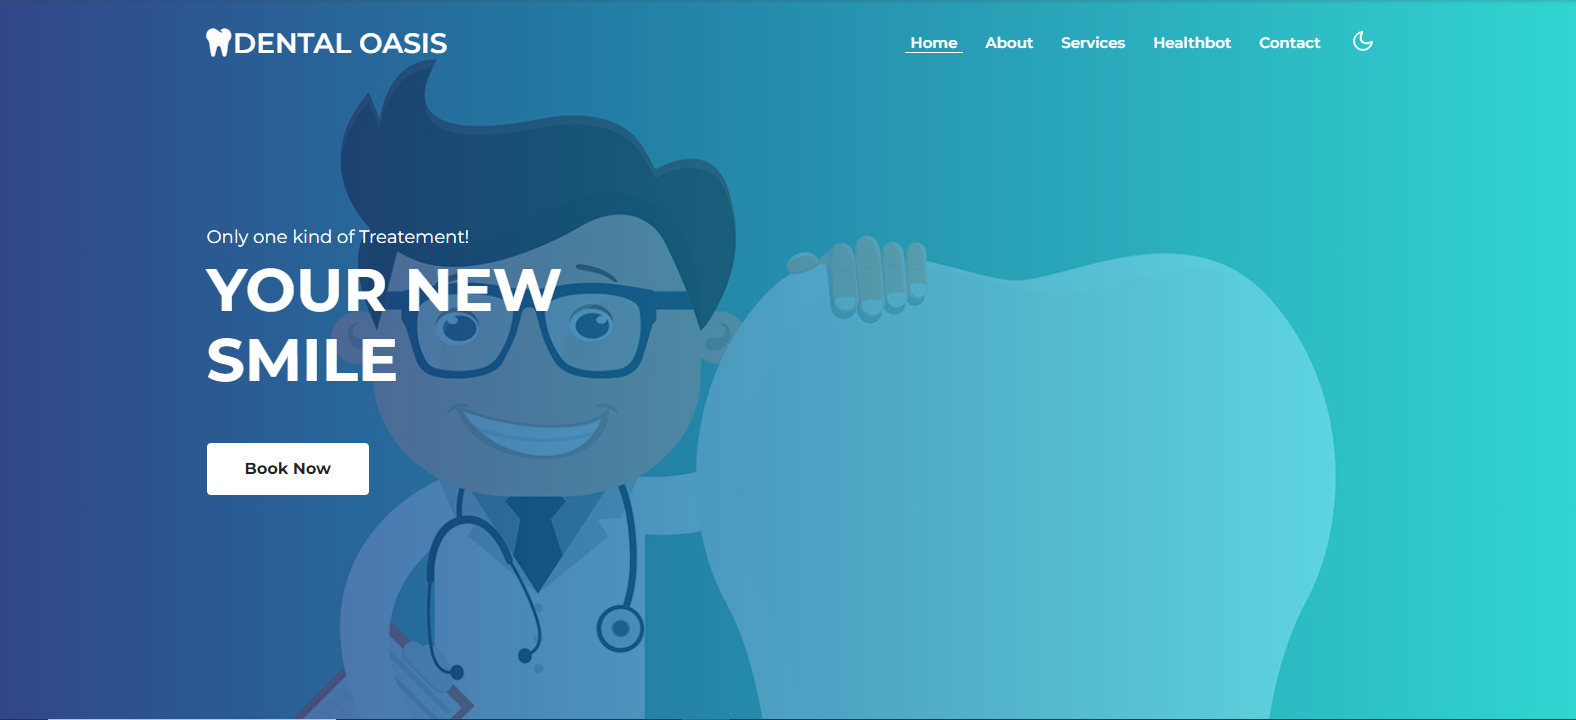 DENTAL OASIS
Home About Services Healthbot Contact
Only one kind of Treatement!
YOUR NEW
SMILE
Book Now